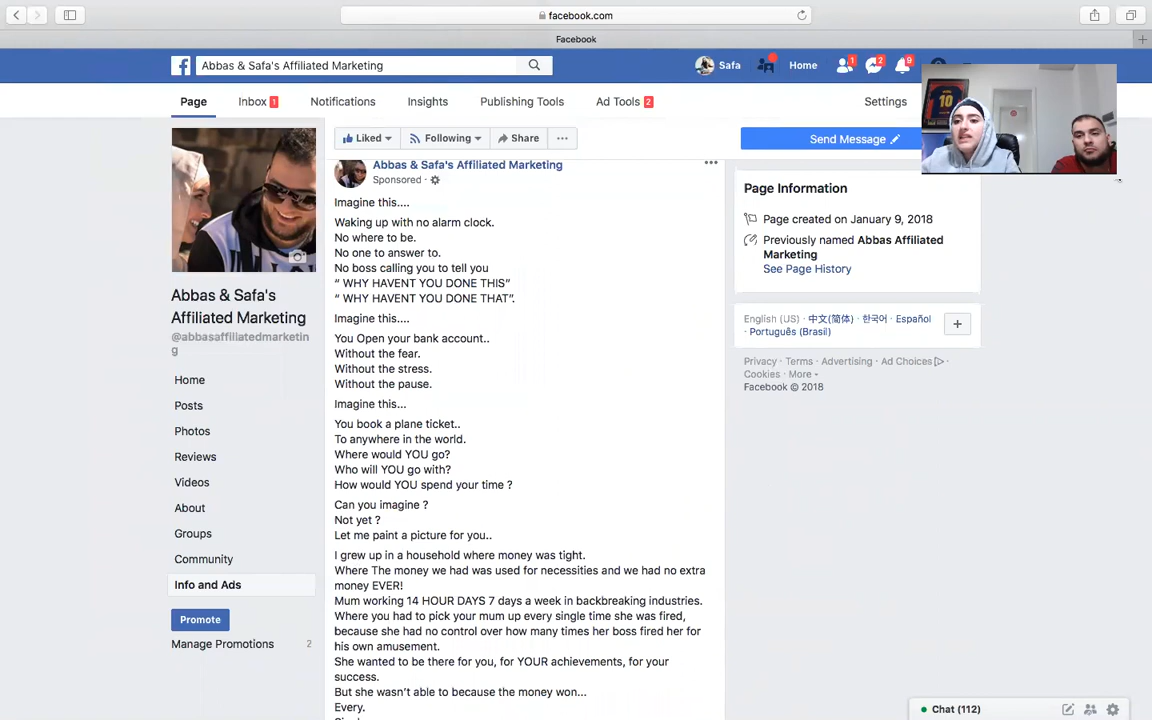 facebook.com
Facebook
Abbas & Safa's Affiliated Marketing
Safa
Home
1
2
9
Page
Inbox 1
Notifications
Insights
Publishing Tools
Ad Tools 2
Settings
Liked
Following
Share
Send Message
10
Abbas & Safa's
Affiliated Marketing
@abbasaffiliatedmarketin
g
Home
Posts
Photos
Reviews
Videos
About
Groups
Community
Info and Ads
Promote
Manage Promotions 2
Abbas & Safa's Affiliated Marketing
Sponsored ·
Imagine this....
Waking up with no alarm clock.
No where to be.
No one to answer to.
No boss calling you to tell you
“ WHY HAVENT YOU DONE THIS”
“ WHY HAVENT YOU DONE THAT”.
Imagine this....
You Open your bank account..
Without the fear.
Without the stress.
Without the pause.
Imagine this...
You book a plane ticket..
To anywhere in the world.
Where would YOU go?
Who will YOU go with?
How would YOU spend your time ?
Can you imagine ?
Not yet ?
Let me paint a picture for you..
I grew up in a household where money was tight.
Where The money we had was used for necessities and we had no extra
money EVER!
Mum working 14 HOUR DAYS 7 days a week in backbreaking industries.
Where you had to pick your mum up every single time she was fired,
because she had no control over how many times her boss fired her for
his own amusement.
She wanted to be there for you, for YOUR achievements, for your
success.
But she wasn't able to because the money won...
Every.
Page Information
Page created on January 9, 2018
Previously named Abbas Affiliated
Marketing
See Page History
English (US) · 中文(简体) · 한국어 · Español
· Português (Brasil)
Privacy · Terms · Advertising · Ad Choices ·
Cookies · More
Facebook © 2018
Chat (112)